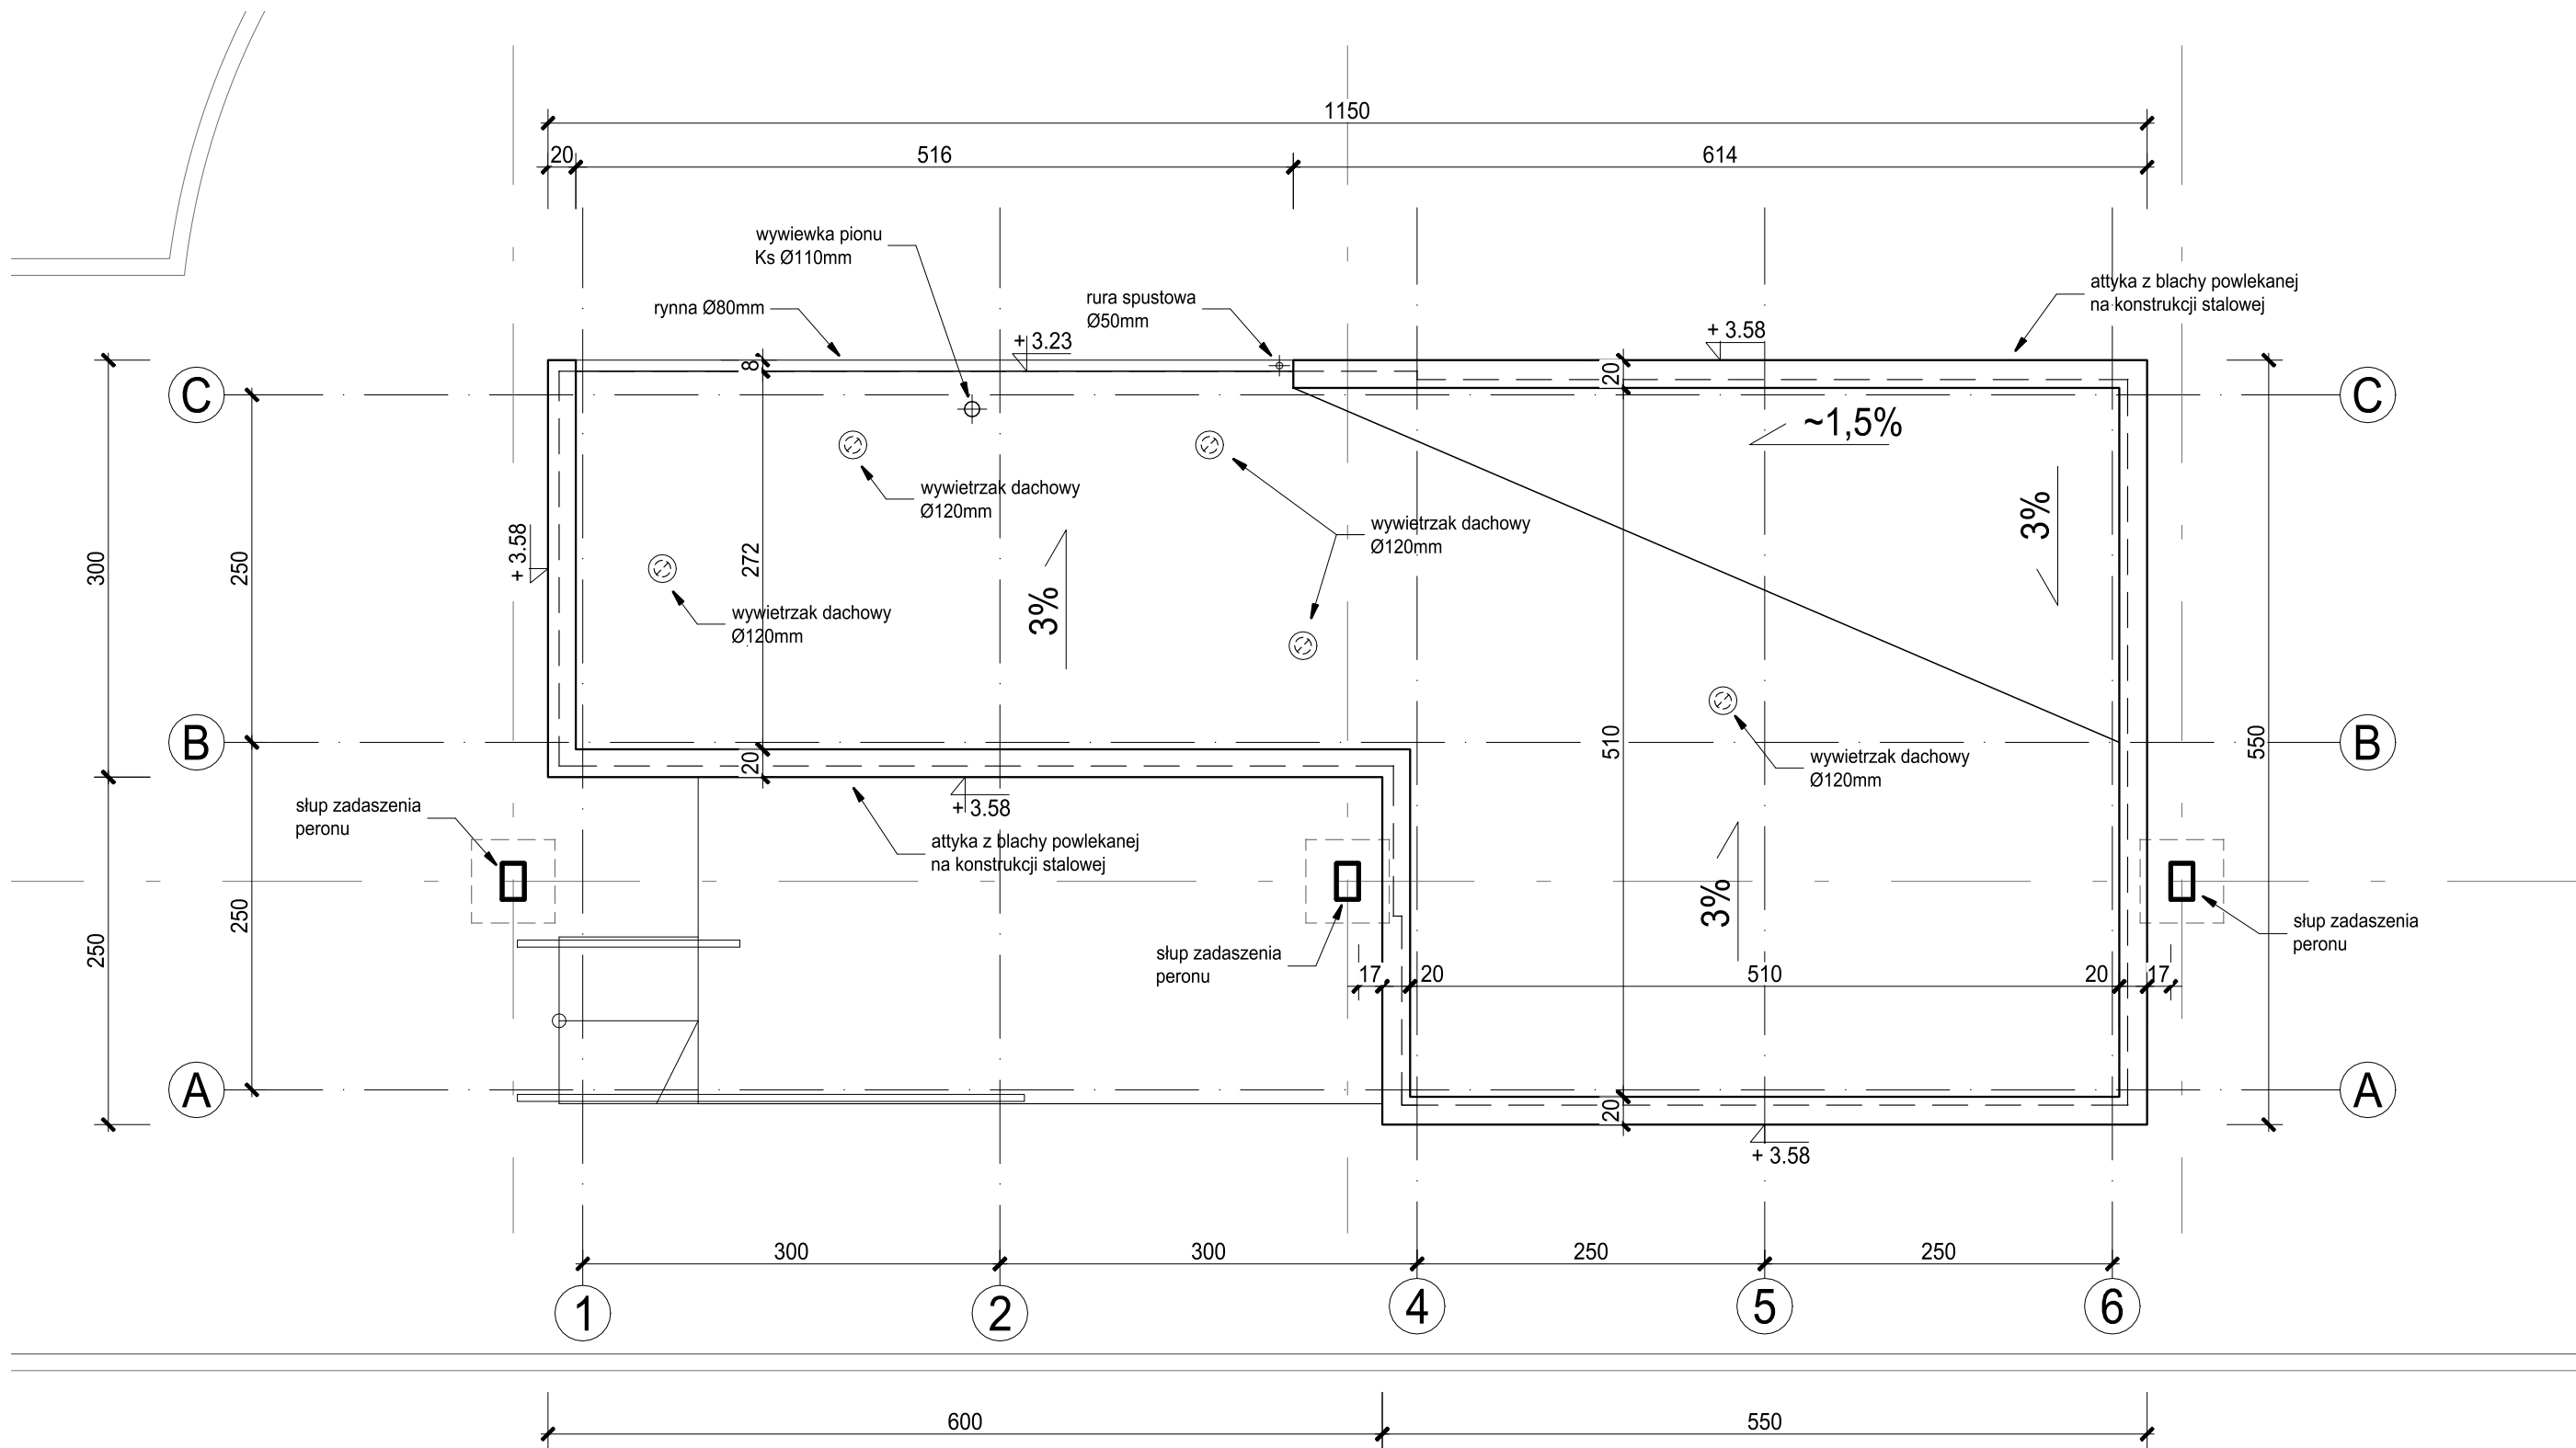 1150
20
516
614
wywiewka pionu
Ks Ø110mm
rynna Ø80mm
rura spustowa
Ø50mm
attyka z blachy powlekanej
na konstrukcji stalowej
+ 3.23
+ 3.58
8
20
C
C
~1,5%
wywietrzak dachowy
Ø120mm
wywietrzak dachowy
Ø120mm
3%
+ 3.58
300
250
272
3%
wywietrzak dachowy
Ø120mm
B
B
20
510
550
wywietrzak dachowy
Ø120mm
+ 3.58
słup zadaszenia
peronu
attyka z blachy powlekanej
na konstrukcji stalowej
250
250
3%
słup zadaszenia
peronu
słup zadaszenia
peronu
17
20
510
20
17
A
A
20
+ 3.58
300
300
250
250
1
2
4
5
6
600
550